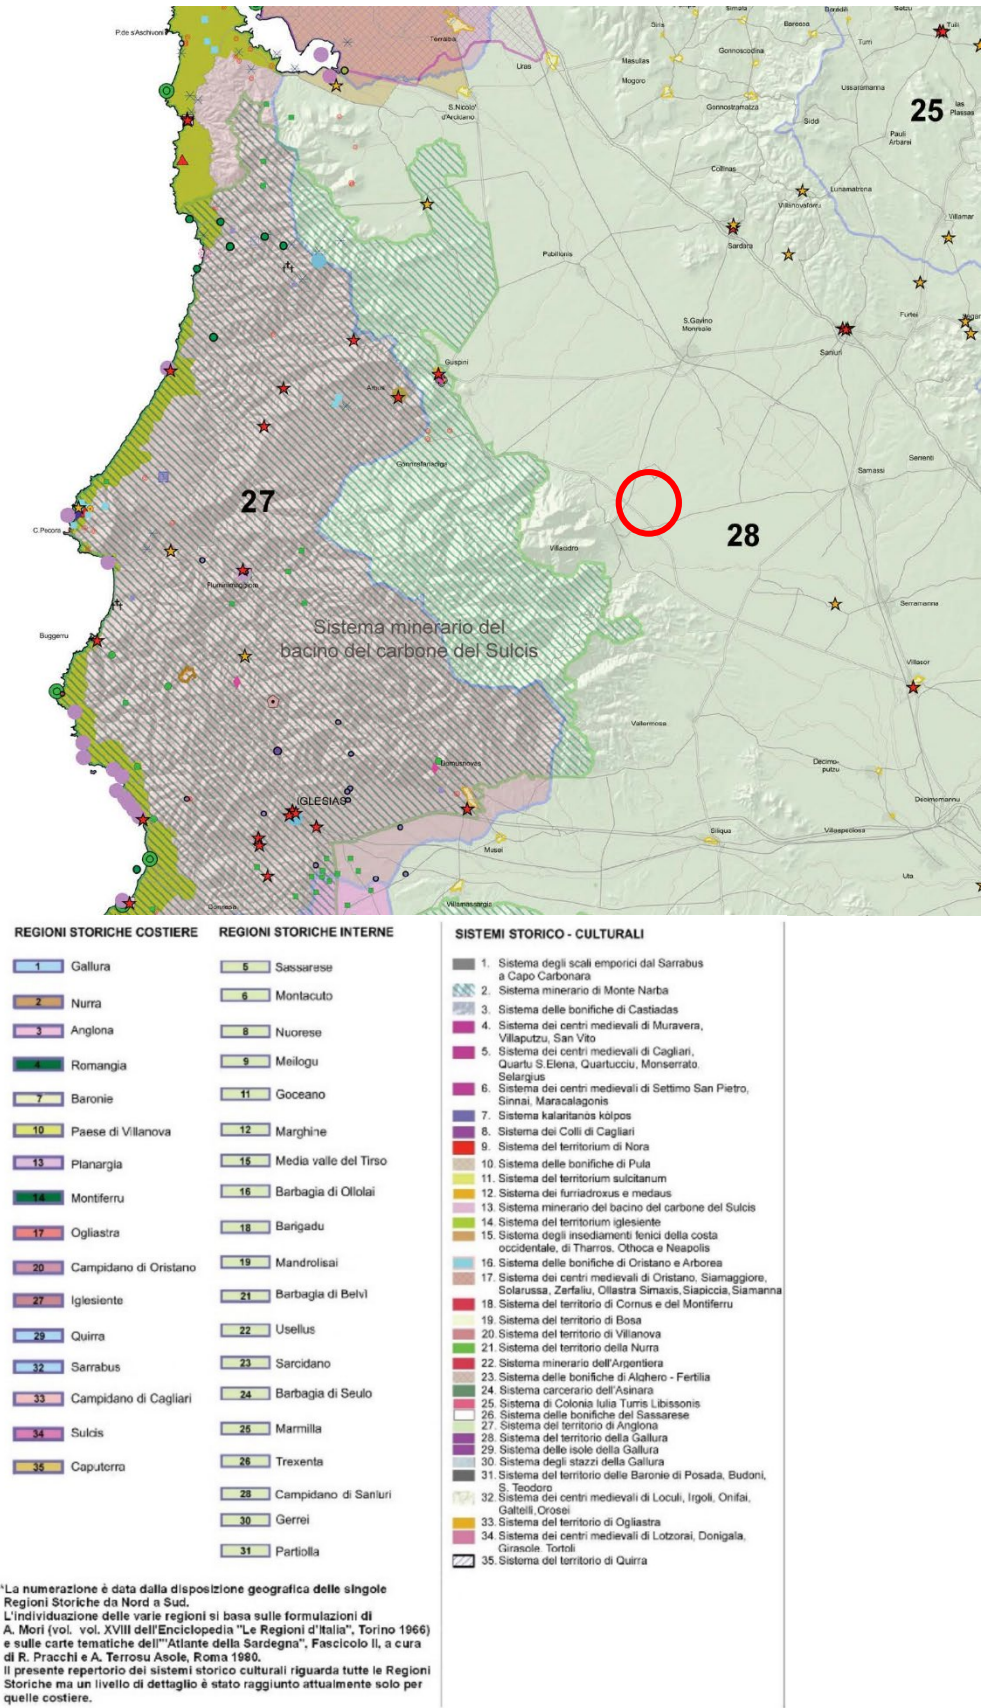 P.de s'Aschivoni
Terralba
Siris
Simala
Baressa
Baradili
Setzu
Tuili
Turri
Uras
Masullas
Gonnoscodina
Mogoro
Gonnostramatza
Ussaramanna
25
las
Plassas
S.Nicolo'
d'Arcidano
Siddi
Pauli
Arbarei
Collinas
Lunamatrona
Villanovaforru
Villamar
Sardara
Pabillonis
Furtei
S.Gavino
Monreale
Sanluri
Guspini
Arbus
Gonnosfanadiga
Serrenti
Samassi
27
28
C.Pecora
Villacidro
Fluminimaggiore
Serramanna
Sistema minerario del
bacino del carbone del Sulcis
Buggerru
Villasor
Vallermosa
Domusnovas
Decimo-
putzu
IGLESIAS
Decimomannu
Siliqua
Villaspeciosa
Musei
Uta
Villamassargia
Gonnesa
REGIONI STORICHE COSTIERE
1 Gallura
2 Nurra
3 Anglona
4 Romangia
7 Baronie
10 Paese di Villanova
13 Planargia
14 Montiferru
17 Ogliastra
20 Campidano di Oristano
27 Iglesiente
29 Quirra
32 Sarrabus
33 Campidano di Cagliari
34 Sulcis
35 Caputerra
REGIONI STORICHE INTERNE
5 Sassarese
6 Montacuto
8 Nuorese
9 Meilogu
11 Goceano
12 Marghine
15 Media valle del Tirso
16 Barbagia di Ollolai
18 Barigadu
19 Mandrolisai
21 Barbagia di Belvì
22 Usellus
23 Sarcidano
24 Barbagia di Seulo
25 Marmilla
26 Trexenta
28 Campidano di Sanluri
30 Gerrei
31 Partiolla
SISTEMI STORICO - CULTURALI
1. Sistema degli scali emporici dal Sarrabus
a Capo Carbonara
2. Sistema minerario di Monte Narba
3. Sistema delle bonifiche di Castiadas
4. Sistema dei centri medievali di Muravera,
Villaputzu, San Vito
5. Sistema dei centri medievali di Cagliari,
Quartu S.Elena, Quartucciu, Monserrato,
Selargius
6. Sistema dei centri medievali di Settimo San Pietro,
Sinnai, Maracalagonis
7. Sistema kalaritanòs kòlpos
8. Sistema dei Colli di Cagliari
9. Sistema del territorium di Nora
10. Sistema delle bonifiche di Pula
11. Sistema del territorium sulcitanum
12. Sistema dei furriadroxus e medaus
13. Sistema minerario del bacino del carbone del Sulcis
14. Sistema del territorium iglesiente
15. Sistema degli insediamenti fenici della costa
occidentale, di Tharros, Othoca e Neapolis
16. Sistema delle bonifiche di Oristano e Arborea
17. Sistema dei centri medievali di Oristano, Siamaggiore,
Solarussa, Zerfaliu, Ollastra Simaxis,Siapiccia,Siamanna
18. Sistema del territorio di Cornus e del Montiferru
19. Sistema del territorio di Bosa
20. Sistema del territorio di Villanova
21. Sistema del territorio della Nurra
22. Sistema minerario dell'Argentiera
23. Sistema delle bonifiche di Alghero - Fertilia
24. Sistema carcerario dell'Asinara
25. Sistema di Colonia Iulia Turris Libissonis
26. Sistema delle bonifiche del Sassarese
27. Sistema del territorio di Anglona
28. Sistema del territorio della Gallura
29. Sistema delle isole della Gallura
30. Sistema degli stazzi della Gallura
31. Sistema del territorio delle Baronie di Posada, Budoni,
S. Teodoro
32. Sistema dei centri medievali di Loculi, Irgoli, Onifai,
Galtellì,Orosei
33. Sistema del territorio di Ogliastra
34. Sistema dei centri medievali di Lotzorai, Donigala,
Girasole, Tortolì
35. Sistema del territorio di Quirra
*La numerazione è data dalla disposizione geografica delle singole
Regioni Storiche da Nord a Sud.
L'individuazione delle varie regioni si basa sulle formulazioni di
A. Mori (vol. vol. XVIII dell'Enciclopedia "Le Regioni d'Italia", Torino 1966)
e sulle carte tematiche dell'"Atlante della Sardegna", Fascicolo II, a cura
di R. Pracchi e A. Terrosu Asole, Roma 1980.
Il presente repertorio dei sistemi storico culturali riguarda tutte le Regioni
Storiche ma un livello di dettaglio è stato raggiunto attualmente solo per
quelle costiere.